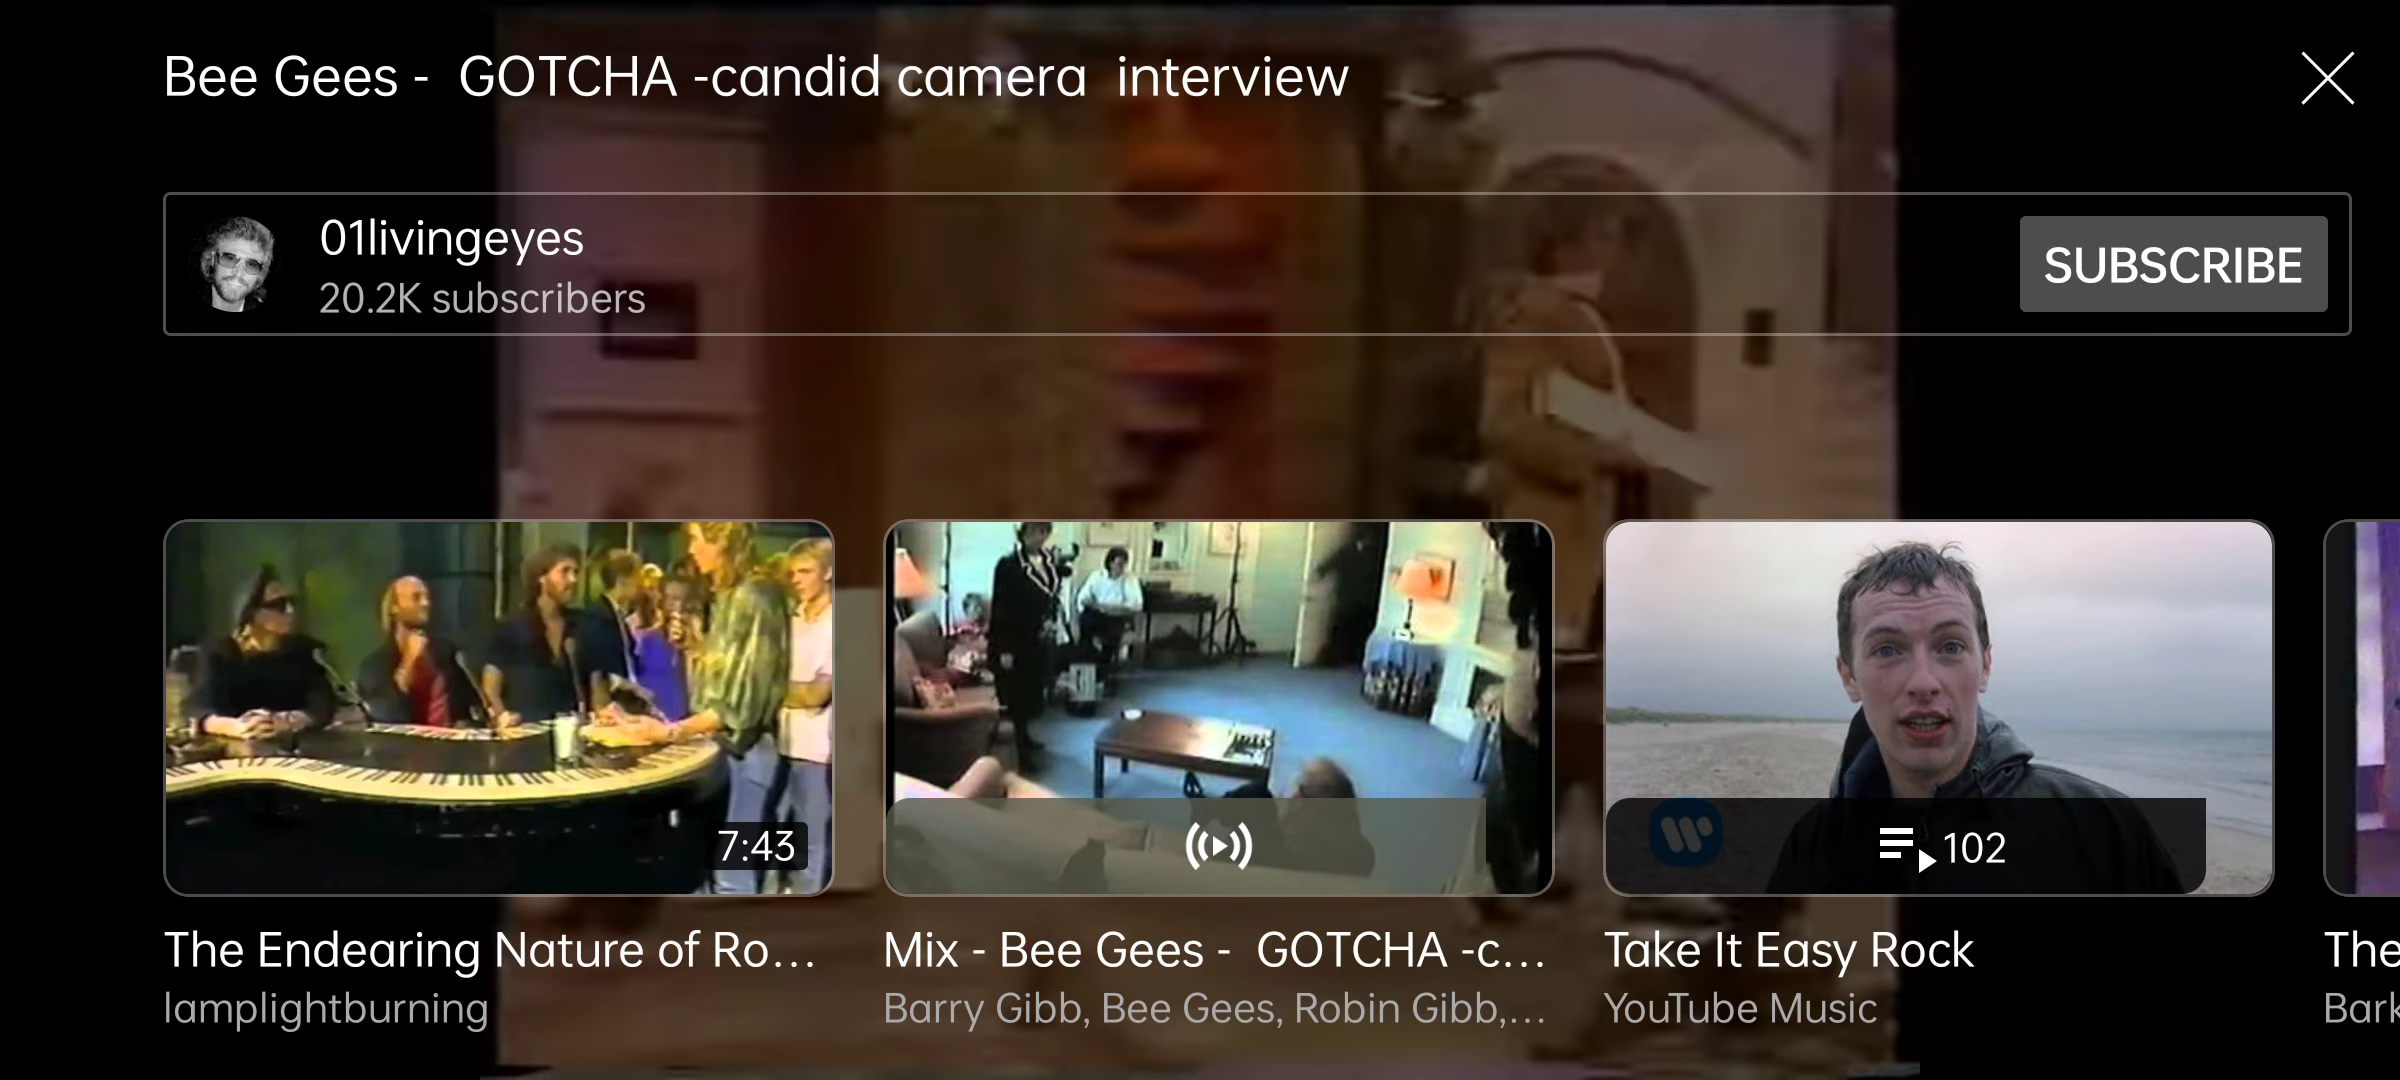 Bee Gees -  GOTCHA -candid camera  interview
01livingeyes
20.2K subscribers
SUBSCRIBE
7:43
102
The Endearing Nature of Ro...
lamplightburning
Mix - Bee Gees -  GOTCHA -c...
Barry Gibb, Bee Gees, Robin Gibb,...
Take It Easy Rock
YouTube Music
The
Bark